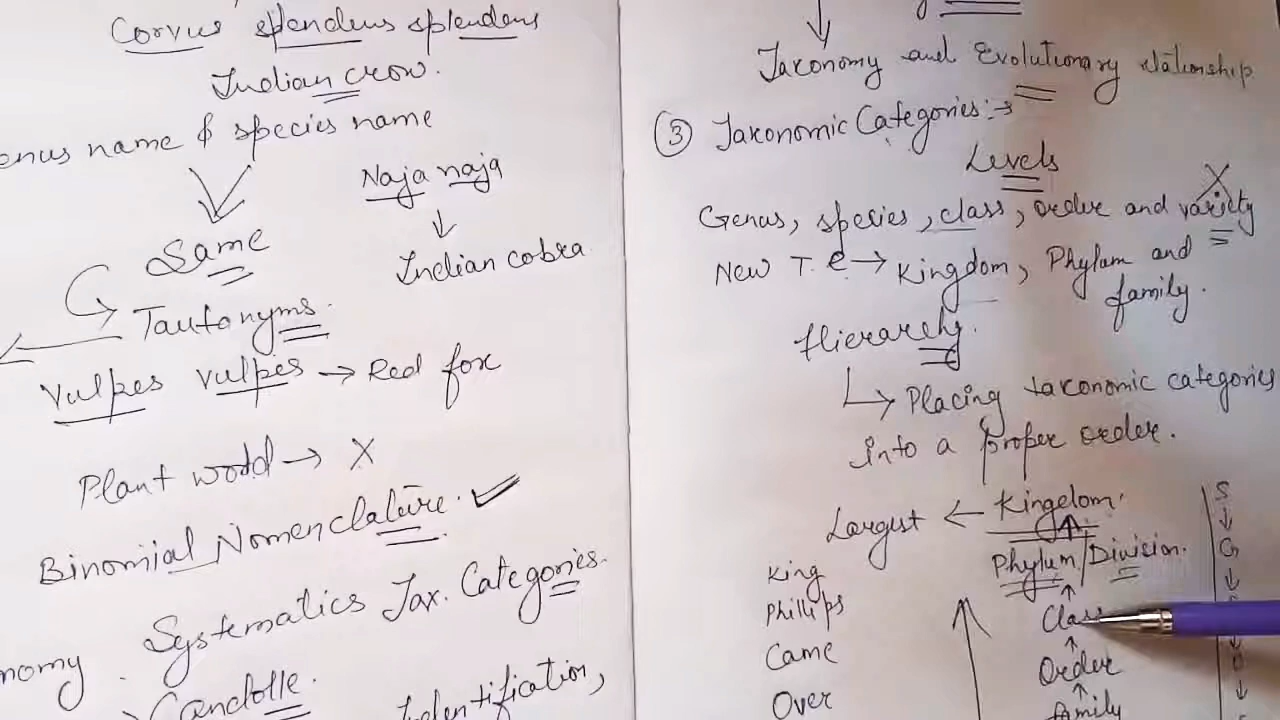 Corvus splendens splendens
Indian crow.
enus name & species name
Same
Naja naja
Indian cobra
Tautonyms.
Vulpes vulpes → Red fox
Plant world → X
Binomial Nomenclature. ✓
Systematics Tax. Categories.
nomy
Candolle.
Identification,
Taxonomy and Evolutionary relationship
③ Taxonomic Categories :→
Levels
X
Genus, species, class, order and variety
New T.C → Kingdom, Phylum and
family.
Hierarchy.
Placing taxonomic categories
into a proper order.
Largest ← Kingdom.
Phylum/Division.
Class
Order
family
King
Phillips
Came
Over
S
G